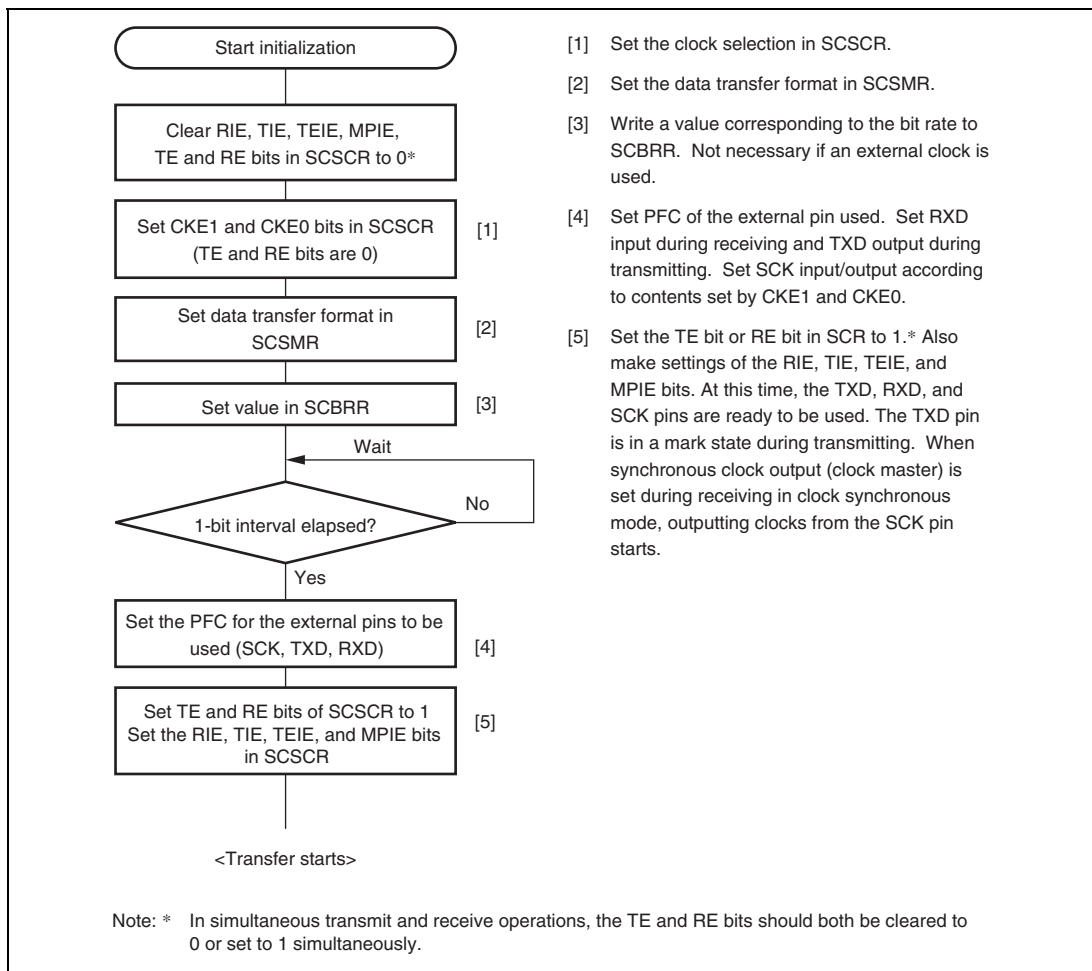 Start initialization
Clear RIE, TIE, TEIE, MPIE,
TE and RE bits in SCSCR to 0*
Set CKE1 and CKE0 bits in SCSCR
(TE and RE bits are 0)
[1]
Set data transfer format in
SCSMR
[2]
Set value in SCBRR
[3]
Wait
1-bit interval elapsed?
No
Yes
Set the PFC for the external pins to be
used (SCK, TXD, RXD)
[4]
Set TE and RE bits of SCSCR to 1
Set the RIE, TIE, TEIE, and MPIE bits
in SCSCR
[5]
<Transfer starts>
[1] Set the clock selection in SCSCR.
[2] Set the data transfer format in SCSMR.
[3] Write a value corresponding to the bit rate to
SCBRR. Not necessary if an external clock is
used.
[4] Set PFC of the external pin used. Set RXD
input during receiving and TXD output during
transmitting. Set SCK input/output according
to contents set by CKE1 and CKE0.
[5] Set the TE bit or RE bit in SCR to 1.* Also
make settings of the RIE, TIE, TEIE, and
MPIE bits. At this time, the TXD, RXD, and
SCK pins are ready to be used. The TXD pin
is in a mark state during transmitting. When
synchronous clock output (clock master) is
set during receiving in clock synchronous
mode, outputting clocks from the SCK pin
starts.
Note: * In simultaneous transmit and receive operations, the TE and RE bits should both be cleared to
0 or set to 1 simultaneously.